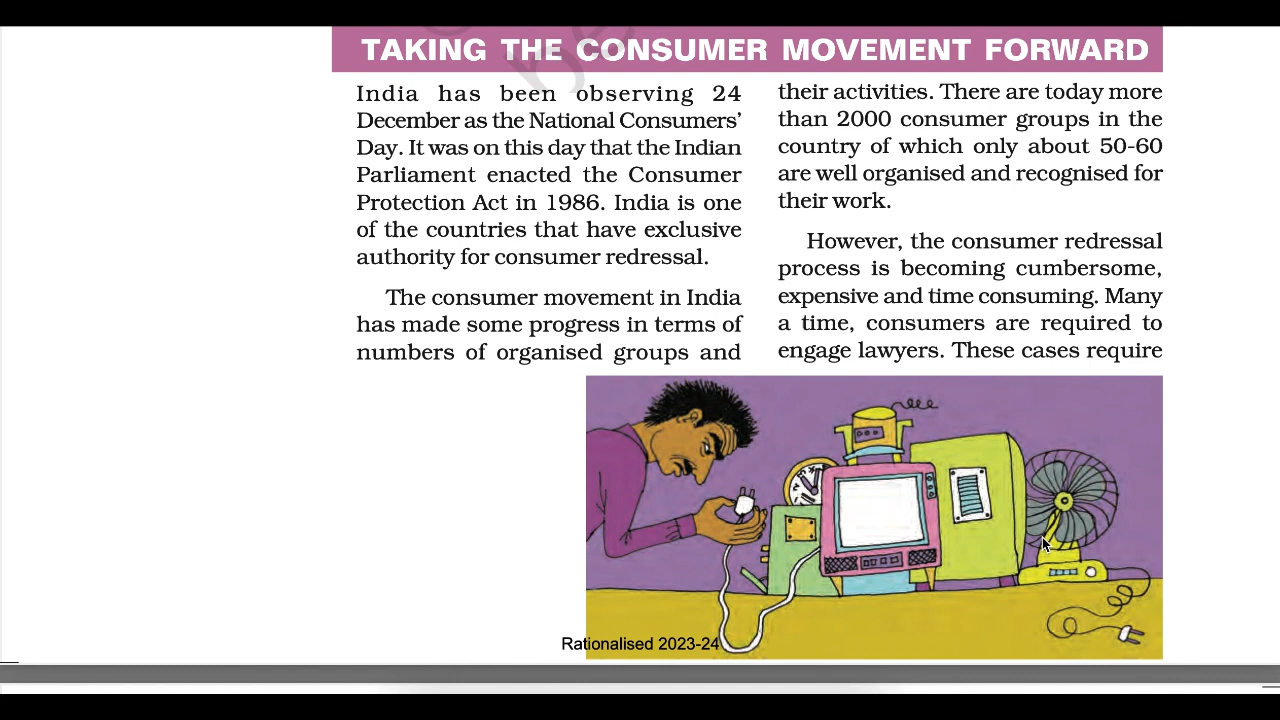 TAKING THE CONSUMER MOVEMENT FORWARD
India has been observing 24
December as the National Consumers’
Day. It was on this day that the Indian
Parliament enacted the Consumer
Protection Act in 1986. India is one
of the countries that have exclusive
authority for consumer redressal.
The consumer movement in India
has made some progress in terms of
numbers of organised groups and
their activities. There are today more
than 2000 consumer groups in the
country of which only about 50-60
are well organised and recognised for
their work.
However, the consumer redressal
process is becoming cumbersome,
expensive and time consuming. Many
a time, consumers are required to
engage lawyers. These cases require
Rationalised 2023-24